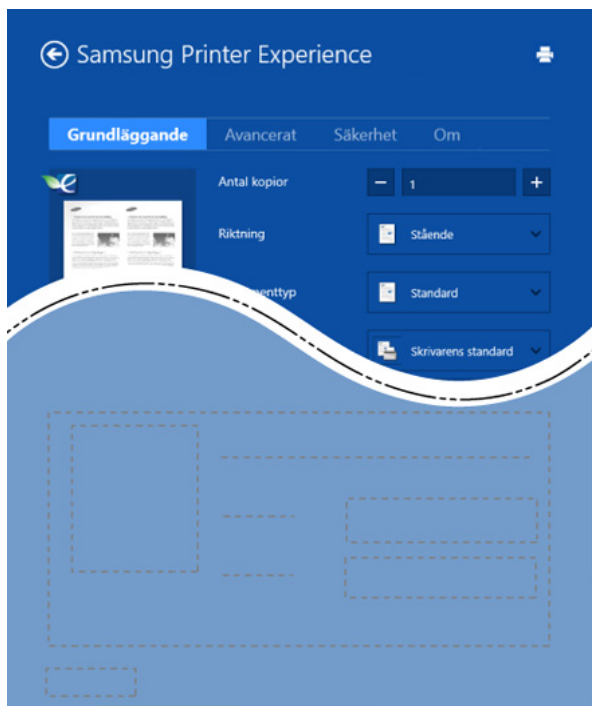 Samsung Printer Experience
Grundläggande Avancerat Säkerhet Om
Antal kopior 1
Riktning Stående
Standard
Skrivarens standard